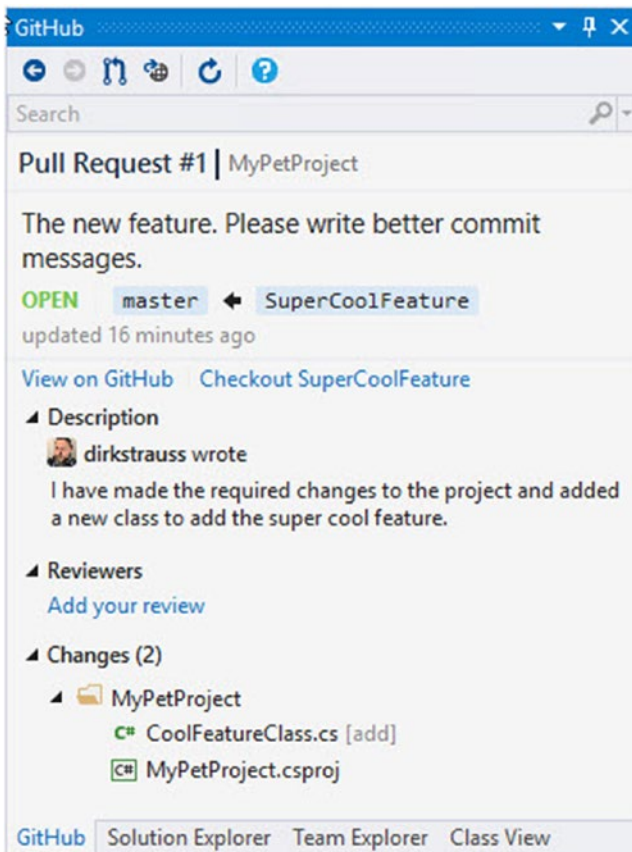 GitHub
Search
Pull Request #1 | MyPetProject
The new feature. Please write better commit
messages.
OPEN master SuperCoolFeature
updated 16 minutes ago
View on GitHub Checkout SuperCoolFeature
Description
dirkstrauss wrote
I have made the required changes to the project and added
a new class to add the super cool feature.
Reviewers
Add your review
Changes (2)
MyPetProject
C# CoolFeatureClass.cs [add]
C# MyPetProject.csproj
GitHub Solution Explorer Team Explorer Class View